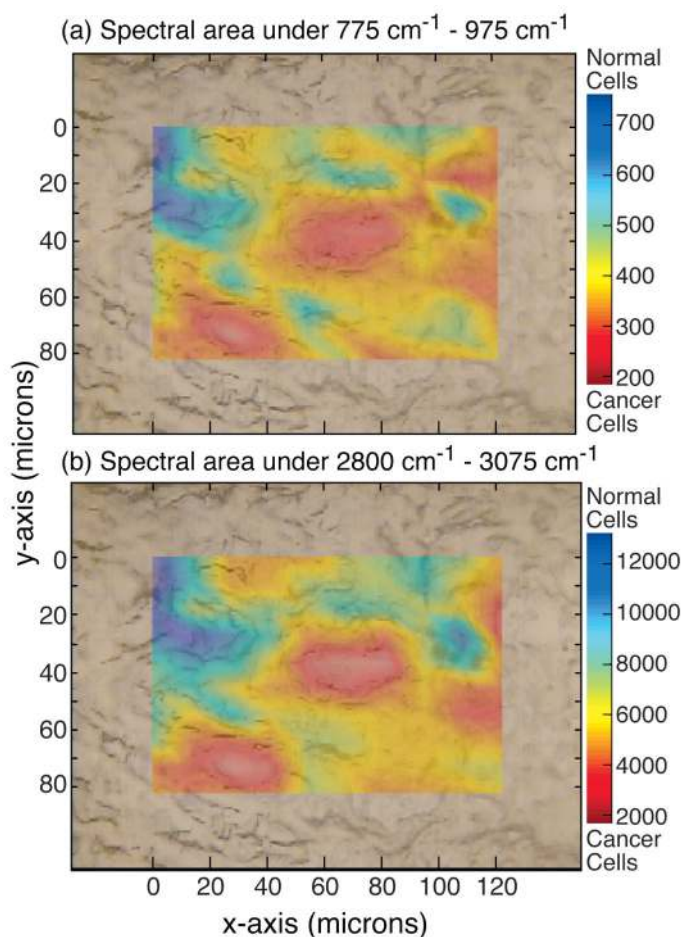 (a) Spectral area under 775 cm⁻¹ - 975 cm⁻¹
Normal
Cells
700
600
500
400
300
200
Cancer
Cells
0
20
40
60
80
y-axis (microns)
(b) Spectral area under 2800 cm⁻¹ - 3075 cm⁻¹
Normal
Cells
12000
10000
8000
6000
4000
2000
Cancer
Cells
0
20
40
60
80
0 20 40 60 80 100 120
x-axis (microns)